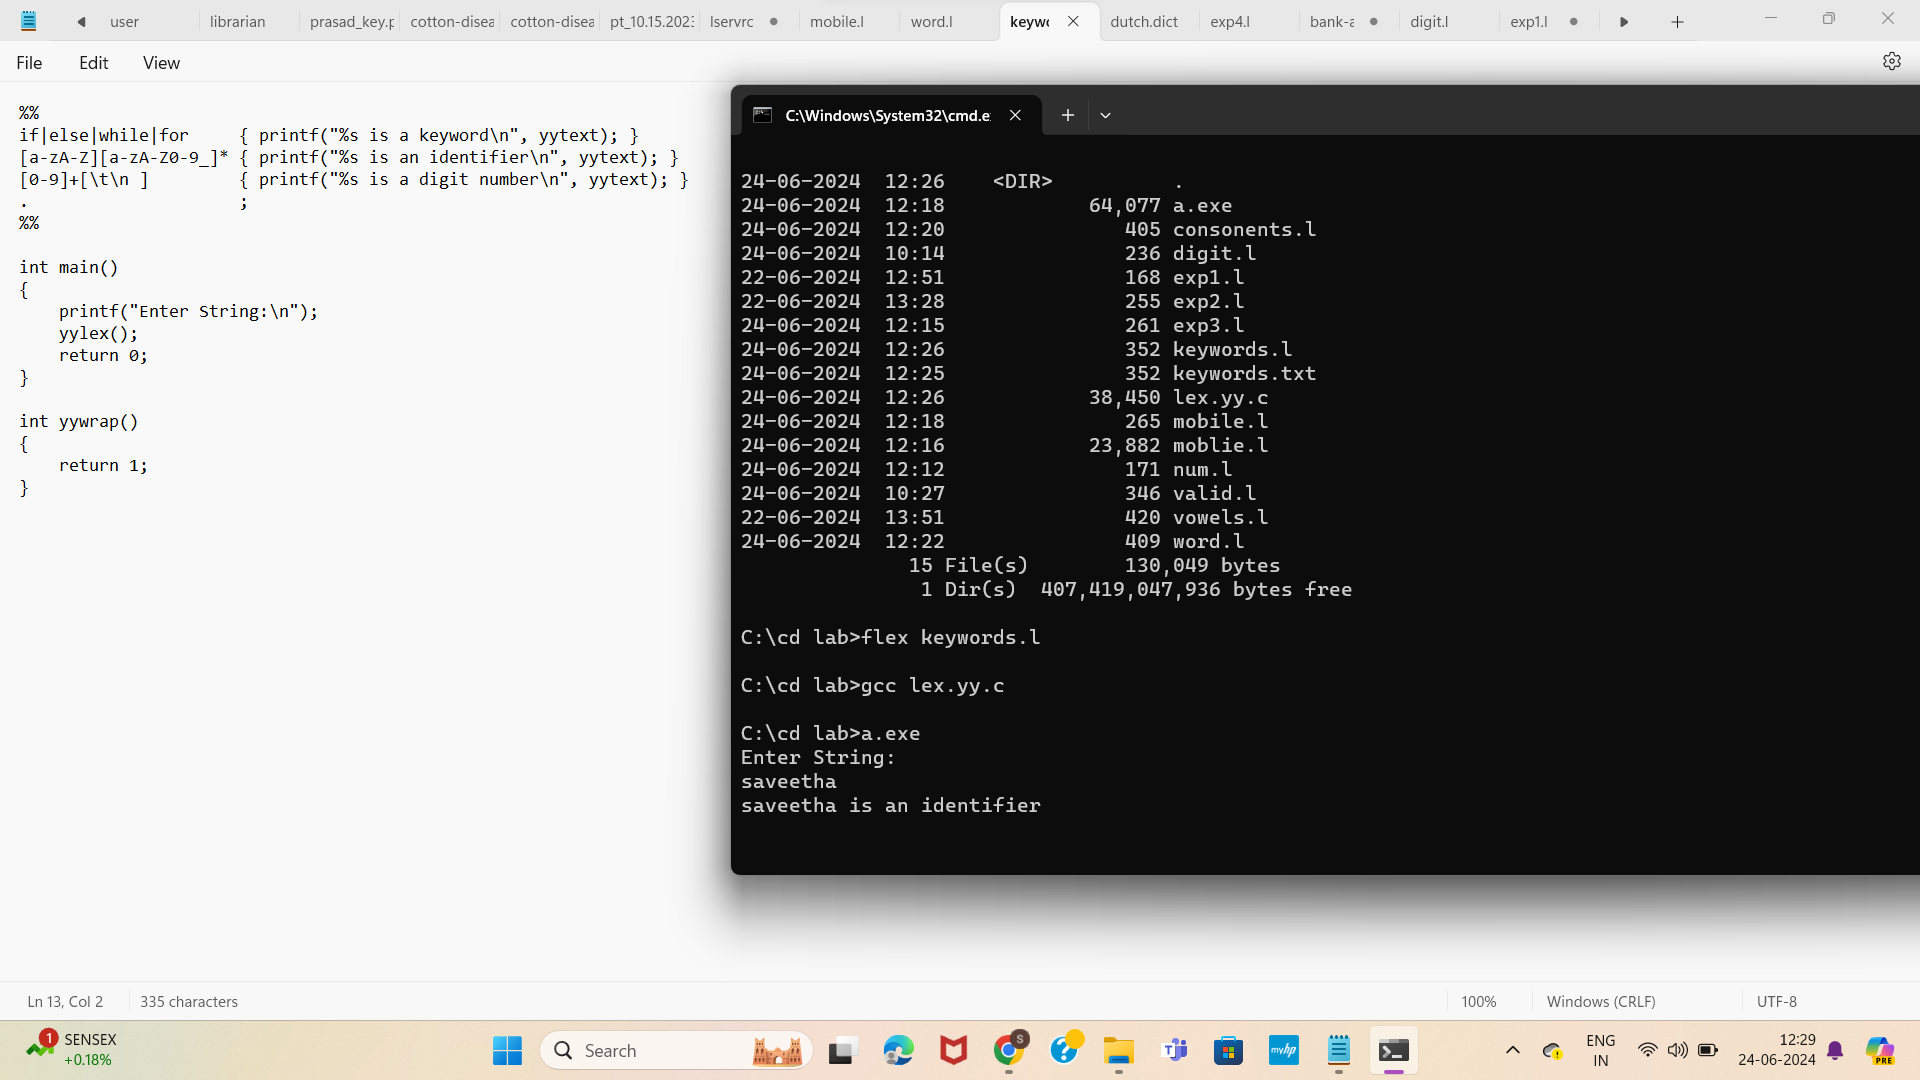 user librarian prasad_key.p cotton-disea cotton-disea pt_10.15.2023 lservrc mobile.l word.l keywo dutch.dict exp4.l bank-a digit.l exp1.l
File Edit View
%%
if|else|while|for { printf("%s is a keyword\n", yytext); }
[a-zA-Z][a-zA-Z0-9_]* { printf("%s is an identifier\n", yytext); }
[0-9]+[\t\n ] { printf("%s is a digit number\n", yytext); }
. ;
%%
int main()
{
printf("Enter String:\n");
yylex();
return 0;
}
int yywrap()
{
return 1;
}
C:\Windows\System32\cmd.e
24-06-2024 12:26 <DIR> .
24-06-2024 12:18 64,077 a.exe
24-06-2024 12:20 405 consonents.l
24-06-2024 10:14 236 digit.l
22-06-2024 12:51 168 exp1.l
22-06-2024 13:28 255 exp2.l
24-06-2024 12:15 261 exp3.l
24-06-2024 12:26 352 keywords.l
24-06-2024 12:25 352 keywords.txt
24-06-2024 12:26 38,450 lex.yy.c
24-06-2024 12:18 265 mobile.l
24-06-2024 12:16 23,882 moblie.l
24-06-2024 12:12 171 num.l
24-06-2024 10:27 346 valid.l
22-06-2024 13:51 420 vowels.l
24-06-2024 12:22 409 word.l
15 File(s) 130,049 bytes
1 Dir(s) 407,419,047,936 bytes free
C:\cd lab>flex keywords.l
C:\cd lab>gcc lex.yy.c
C:\cd lab>a.exe
Enter String:
saveetha
saveetha is an identifier
Ln 13, Col 2 335 characters 100% Windows (CRLF) UTF-8
1 SENSEX
+0.18%
Search
S
myhp
ENG
IN
12:29
24-06-2024
PRE